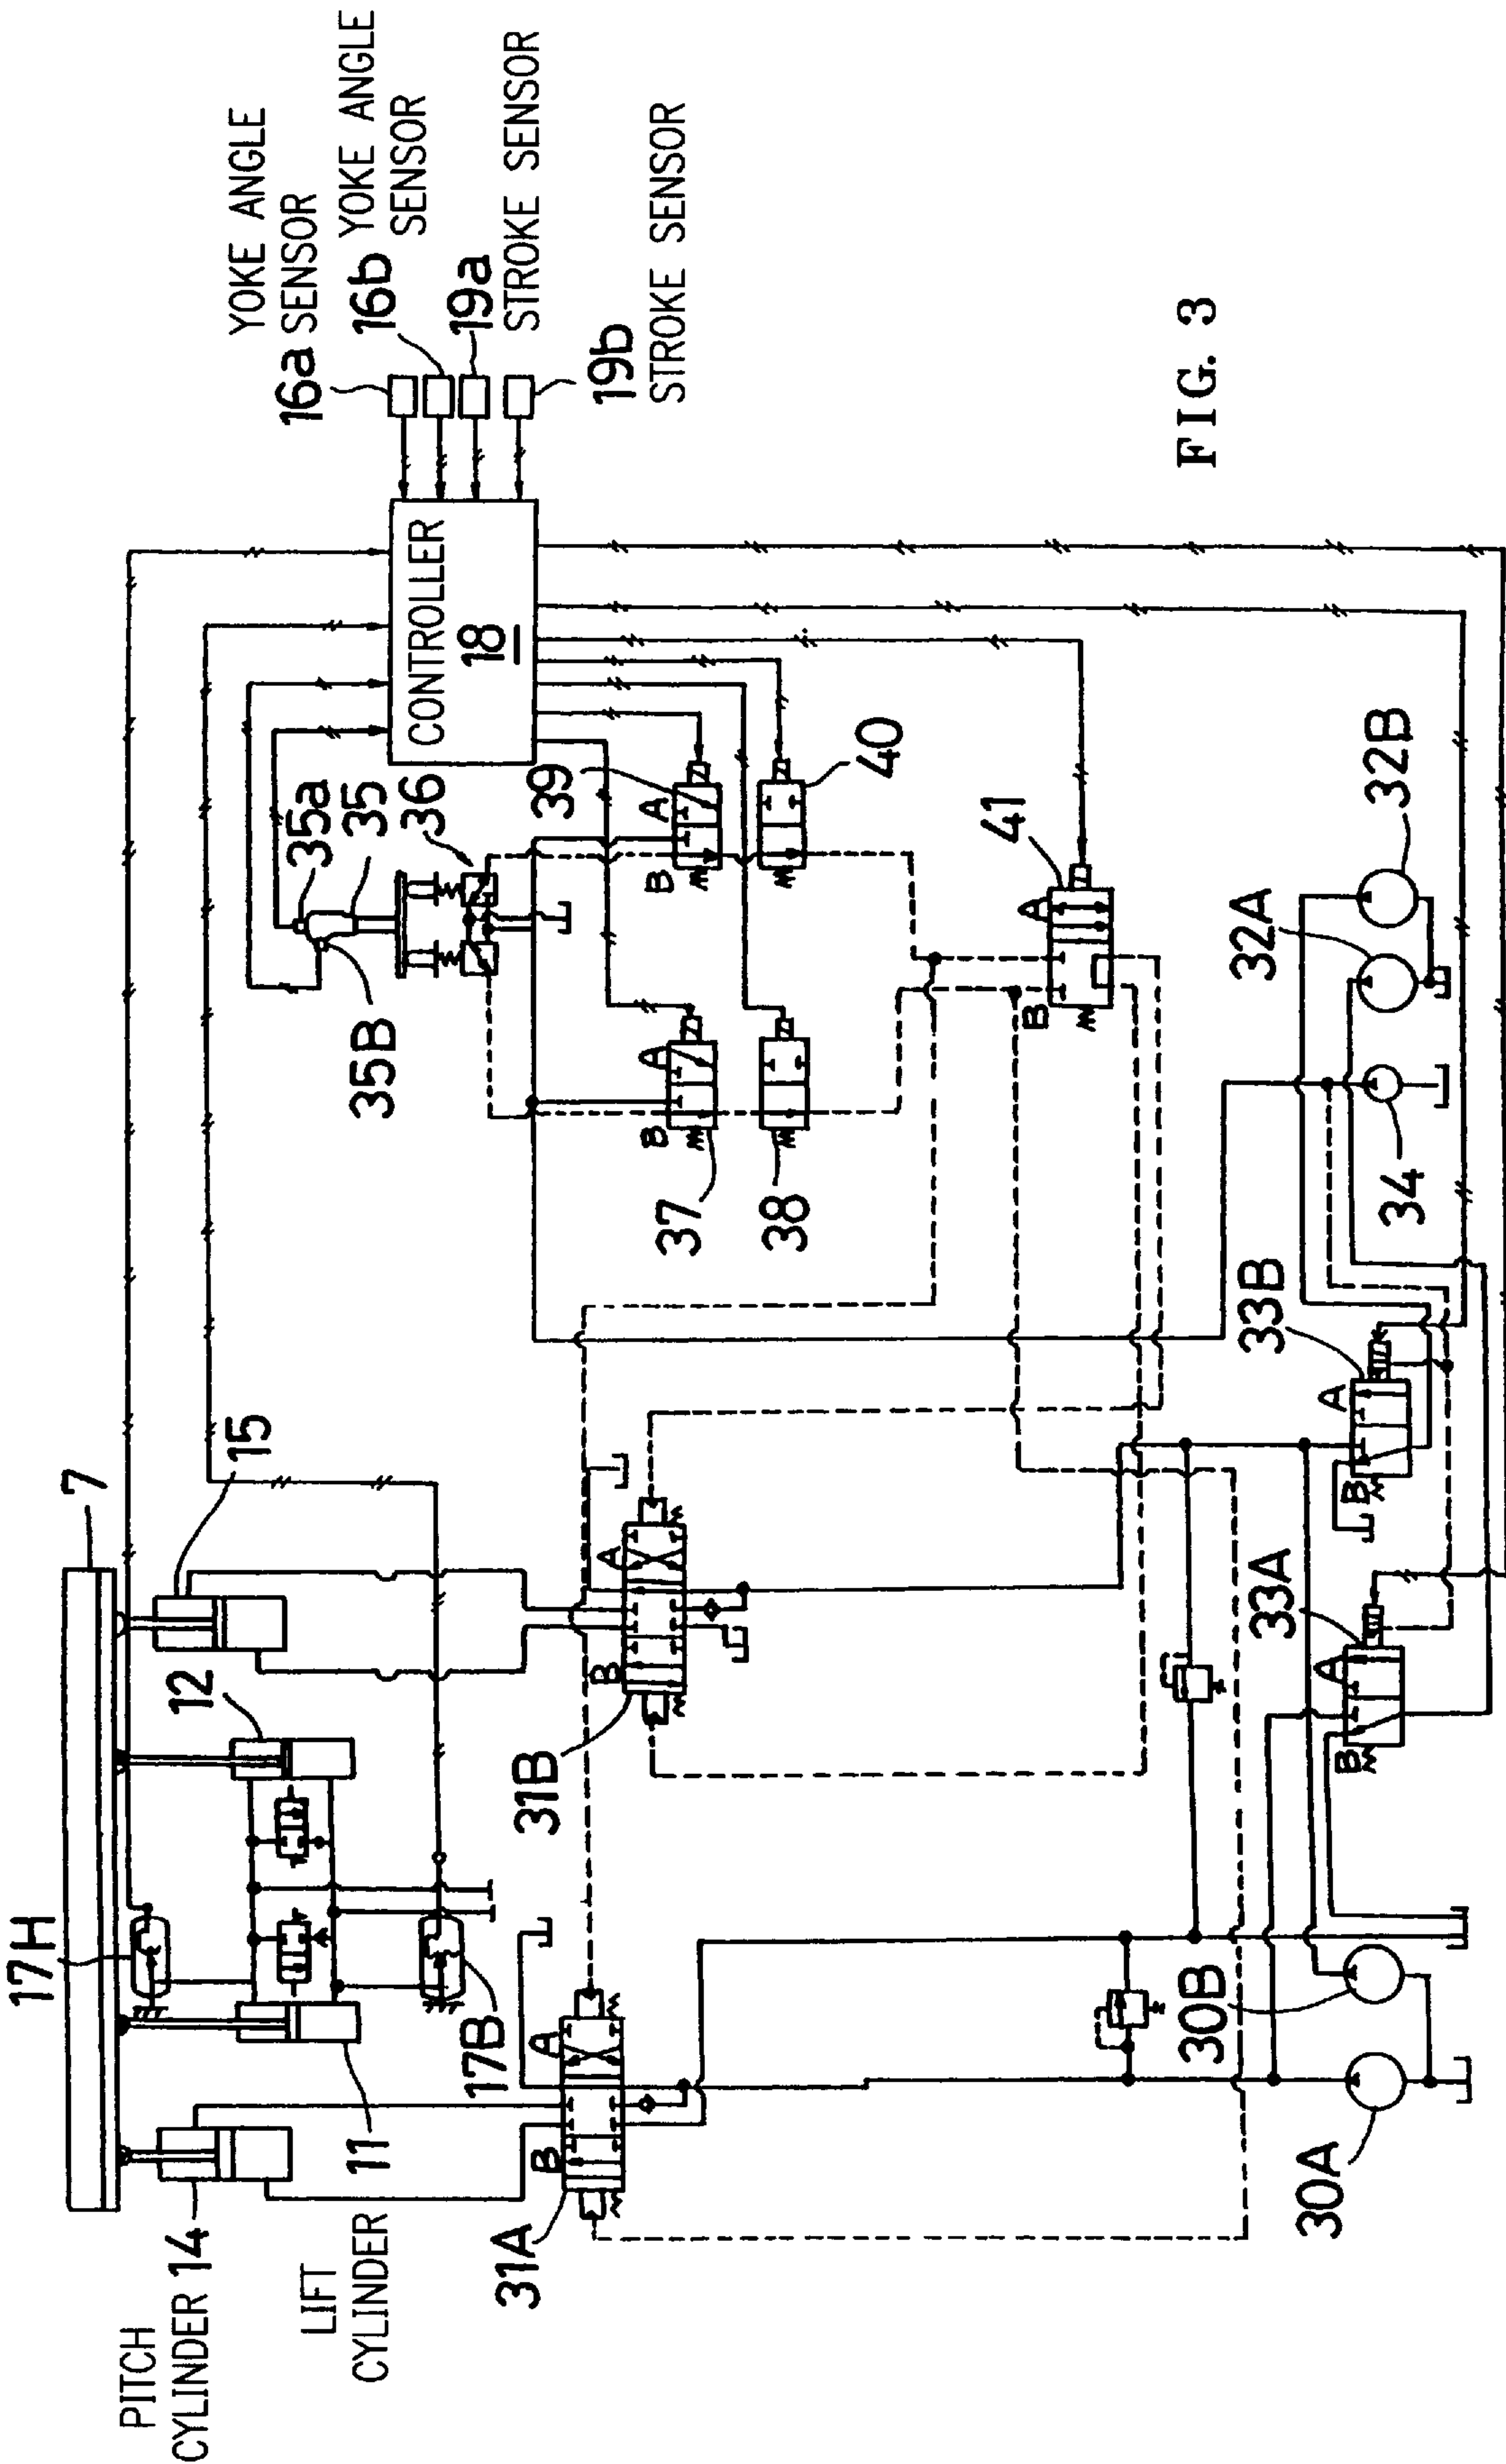 YOKE ANGLE
16a SENSOR
16b YOKE ANGLE
SENSOR
19a
STROKE SENSOR
19b
STROKE SENSOR
CONTROLLER
18
35a
35
35B
36
39
A
B
40
37
A
B
38
41
A
B
7
15
12
17H
17B
11
PITCH
CYLINDER 14
LIFT
CYLINDER
31A
A
B
31B
A
B
32B
32A
34
33B
A
B
33A
A
B
30B
30A
FIG. 3